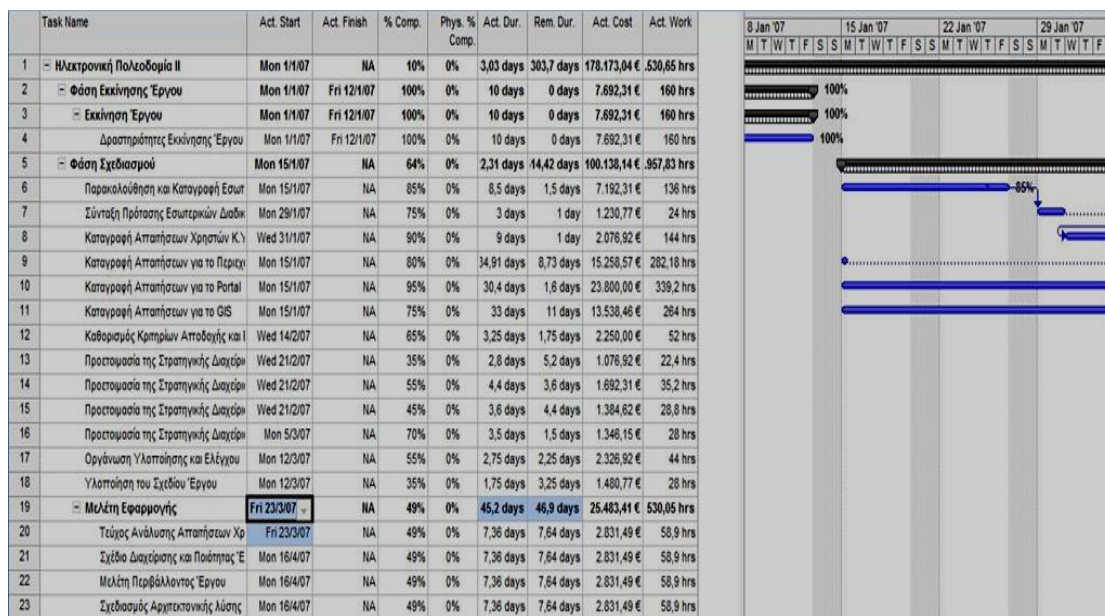 Task Name Act. Start Act. Finish % Comp. Phys. % Comp. Act. Dur. Rem. Dur. Act. Cost Act. Work 8 Jan '07 15 Jan '07 22 Jan '07 29 Jan '07
M T W T F S S M T W T F S S M T W T F S S M T W T F
1 Ηλεκτρονική Πολεοδομία ΙΙ Mon 1/1/07 NA 10% 0% 3,03 days 303,7 days 178.173,04 € .530,65 hrs
2 Φάση Εκκίνησης Έργου Mon 1/1/07 Fri 12/1/07 100% 0% 10 days 0 days 7.692,31 € 160 hrs 100%
3 Εκκίνηση Έργου Mon 1/1/07 Fri 12/1/07 100% 0% 10 days 0 days 7.692,31 € 160 hrs 100%
4 Δραστηριότητες Εκκίνησης Έργου Mon 1/1/07 Fri 12/1/07 100% 0% 10 days 0 days 7.692,31 € 160 hrs 100%
5 Φάση Σχεδιασμού Mon 15/1/07 NA 64% 0% 2,31 days 14,42 days 100.138,14 € .957,83 hrs
6 Παρακολούθηση και Καταγραφή Εσωτ Mon 15/1/07 NA 85% 0% 8,5 days 1,5 days 7.192,31 € 136 hrs 85%
7 Σύνταξη Πρότασης Εσωτερικών Διαδικ Mon 29/1/07 NA 75% 0% 3 days 1 day 1.230,77 € 24 hrs
8 Καταγραφή Απαιτήσεων Χρηστών Κ.Υ Wed 31/1/07 NA 90% 0% 9 days 1 day 2.076,92 € 144 hrs
9 Καταγραφή Απαιτήσεων για το Περιεχ Mon 15/1/07 NA 80% 0% 34,91 days 8,73 days 15.258,57 € 282,18 hrs
10 Καταγραφή Απαιτήσεων για το Portal Mon 15/1/07 NA 95% 0% 30,4 days 1,6 days 23.800,00 € 339,2 hrs
11 Καταγραφή Απαιτήσεων για το GIS Mon 15/1/07 NA 75% 0% 33 days 11 days 13.538,46 € 264 hrs
12 Καθορισμός Κριτηρίων Αποδοχής και Wed 14/2/07 NA 65% 0% 3,25 days 1,75 days 2.250,00 € 52 hrs
13 Προετοιμασία της Στρατηγικής Διαχείρι Wed 21/2/07 NA 35% 0% 2,8 days 5,2 days 1.076,92 € 22,4 hrs
14 Προετοιμασία της Στρατηγικής Διαχείρι Wed 21/2/07 NA 55% 0% 4,4 days 3,6 days 1.692,31 € 35,2 hrs
15 Προετοιμασία της Στρατηγικής Διαχείρι Wed 21/2/07 NA 45% 0% 3,6 days 4,4 days 1.384,62 € 28,8 hrs
16 Προετοιμασία της Στρατηγικής Διαχείρι Mon 5/3/07 NA 70% 0% 3,5 days 1,5 days 1.346,15 € 28 hrs
17 Οργάνωση Υλοποίησης και Ελέγχου Mon 12/3/07 NA 55% 0% 2,75 days 2,25 days 2.326,92 € 44 hrs
18 Υλοποίηση του Σχεδίου Έργου Mon 12/3/07 NA 35% 0% 1,75 days 3,25 days 1.480,77 € 28 hrs
19 Μελέτη Εφαρμογής Fri 23/3/07 NA 49% 0% 45,2 days 46,9 days 25.483,41 € 530,05 hrs
20 Τεύχος Ανάλυσης Απαιτήσεων Χρ Fri 23/3/07 NA 49% 0% 7,36 days 7,64 days 2.831,49 € 58,9 hrs
21 Σχέδιο Διαχείρισης και Ποιότητας Έ Mon 16/4/07 NA 49% 0% 7,36 days 7,64 days 2.831,49 € 58,9 hrs
22 Μελέτη Περιβάλλοντος Έργου Mon 16/4/07 NA 49% 0% 7,36 days 7,64 days 2.831,49 € 58,9 hrs
23 Σχεδιασμός Αρχιτεκτονικής λύσης Mon 16/4/07 NA 49% 0% 7,36 days 7,64 days 2.831,49 € 58,9 hrs